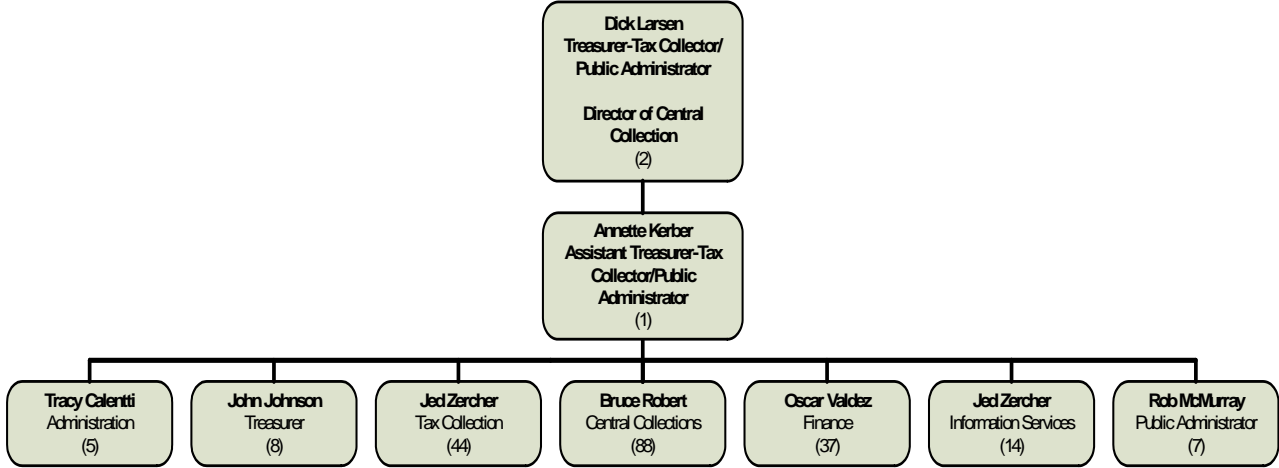 Dick Larsen
Treasurer-Tax Collector/
Public Administrator
Director of Central
Collection
(2)
Annette Kerber
Assistant Treasurer-Tax
Collector/Public
Administrator
(1)
Tracy Calentti
Administration
(5)
John Johnson
Treasurer
(8)
Jed Zercher
Tax Collection
(44)
Bruce Robert
Central Collections
(88)
Oscar Valdez
Finance
(37)
Jed Zercher
Information Services
(14)
Rob McMurray
Public Administrator
(7)